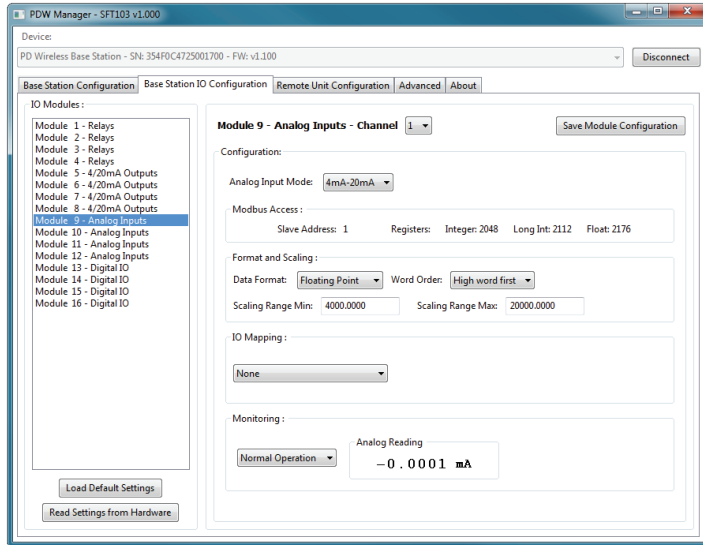 PDW Manager - SFT103 v1.000
Device:
PD Wireless Base Station - SN: 354F0C4725001700 - FW: v1.100
Disconnect
Base Station Configuration Base Station IO Configuration Remote Unit Configuration Advanced About
IO Modules :
Module 1 - Relays
Module 2 - Relays
Module 3 - Relays
Module 4 - Relays
Module 5 - 4/20mA Outputs
Module 6 - 4/20mA Outputs
Module 7 - 4/20mA Outputs
Module 8 - 4/20mA Outputs
Module 9 - Analog Inputs
Module 10 - Analog Inputs
Module 11 - Analog Inputs
Module 12 - Analog Inputs
Module 13 - Digital IO
Module 14 - Digital IO
Module 15 - Digital IO
Module 16 - Digital IO
Load Default Settings
Read Settings from Hardware
Module 9 - Analog Inputs - Channel 1
Save Module Configuration
Configuration:
Analog Input Mode: 4mA-20mA
Modbus Access :
Slave Address: 1 Registers: Integer: 2048 Long Int: 2112 Float: 2176
Format and Scaling :
Data Format: Floating Point Word Order: High word first
Scaling Range Min: 4000.0000 Scaling Range Max: 20000.0000
IO Mapping :
None
Monitoring :
Normal Operation
Analog Reading
-0.0001 mA